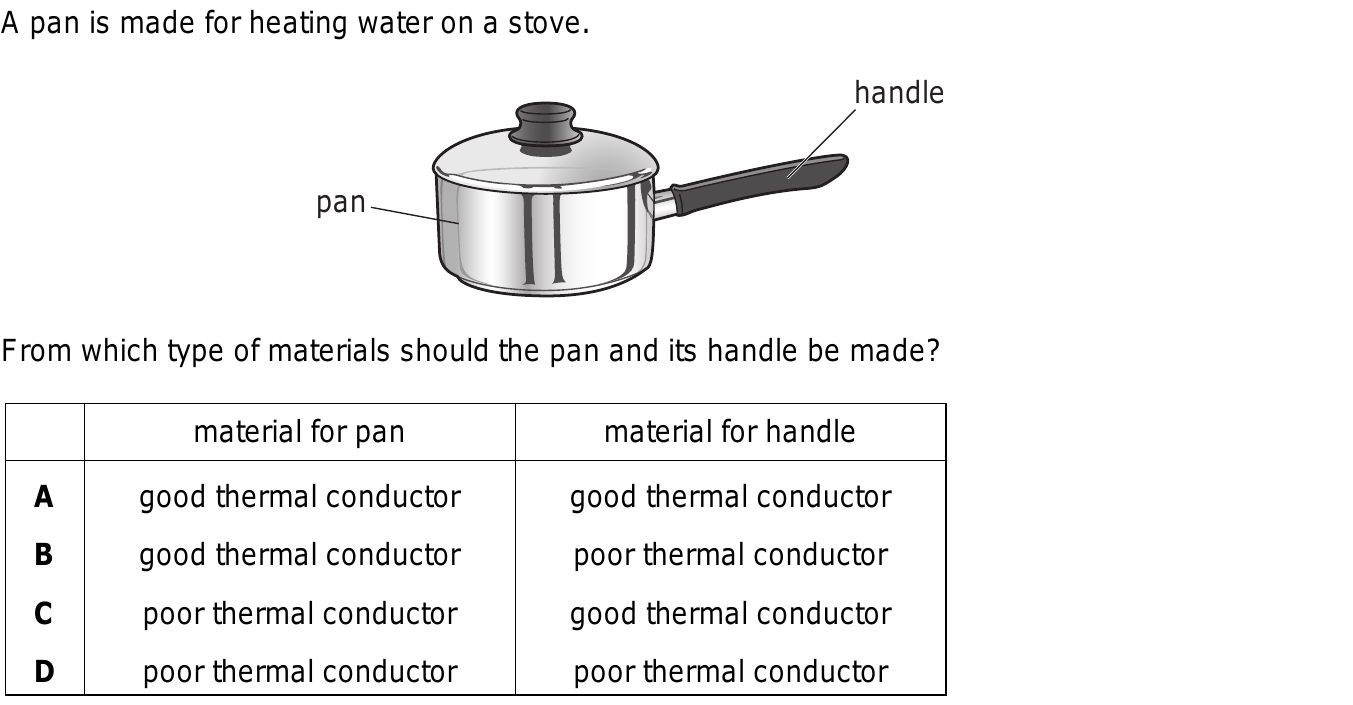 A pan is made for heating water on a stove.
handle
pan
From which type of materials should the pan and its handle be made?
material for pan material for handle
A good thermal conductor good thermal conductor
B good thermal conductor poor thermal conductor
C poor thermal conductor good thermal conductor
D poor thermal conductor poor thermal conductor